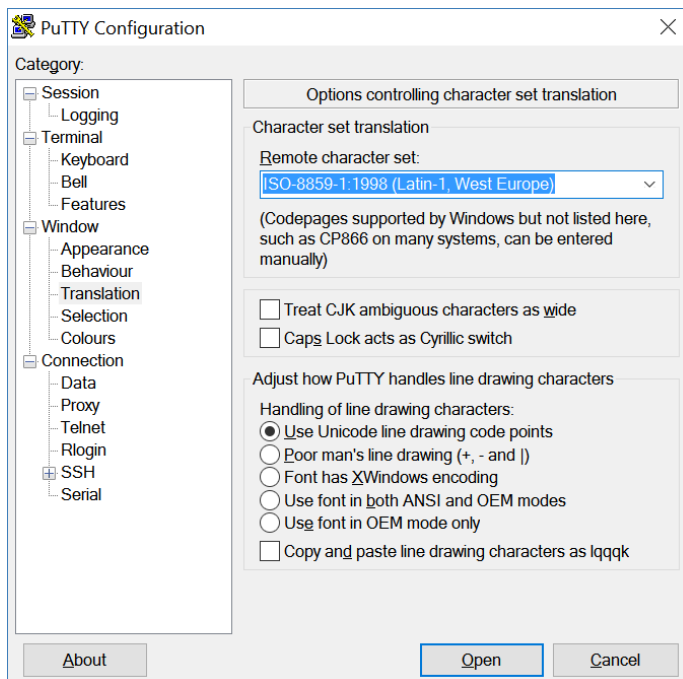 PuTTY Configuration
Category:
Session
Logging
Terminal
Keyboard
Bell
Features
Window
Appearance
Behaviour
Translation
Selection
Colours
Connection
Data
Proxy
Telnet
Rlogin
SSH
Serial
Options controlling character set translation
Character set translation
Remote character set:
ISO-8859-1:1998 (Latin-1, West Europe)
(Codepages supported by Windows but not listed here,
such as CP866 on many systems, can be entered
manually)
Treat CJK ambiguous characters as wide
Caps Lock acts as Cyrillic switch
Adjust how PuTTY handles line drawing characters
Handling of line drawing characters:
Use Unicode line drawing code points
Poor man's line drawing (+, - and |)
Font has XWindows encoding
Use font in both ANSI and OEM modes
Use font in OEM mode only
Copy and paste line drawing characters as lqqqk
About
Open
Cancel